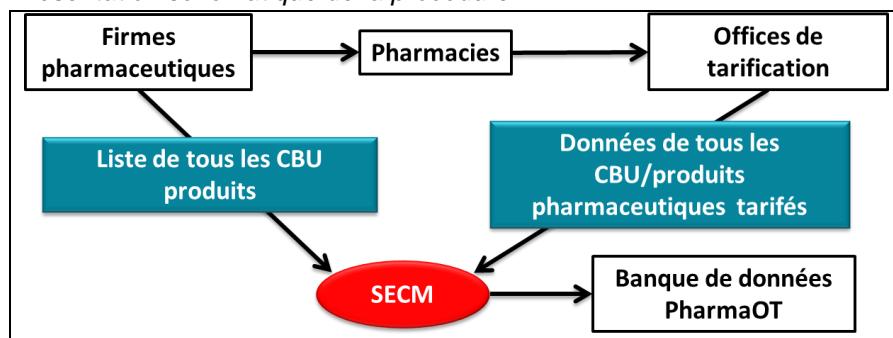 Firmes
pharmaceutiques
Pharmacies
Offices de
tarification
Liste de tous les CBU
produits
Données de tous les
CBU/produits
pharmaceutiques tarifés
SECM
Banque de données
PharmaOT